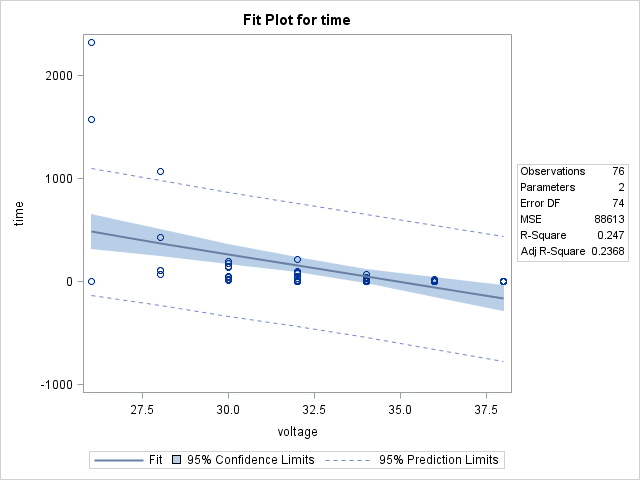 Fit Plot for time
2000
1000
0
-1000
time
27.5 30.0 32.5 35.0 37.5
voltage
Observations 76
Parameters 2
Error DF 74
MSE 88613
R-Square 0.247
Adj R-Square 0.2368
Fit 95% Confidence Limits 95% Prediction Limits